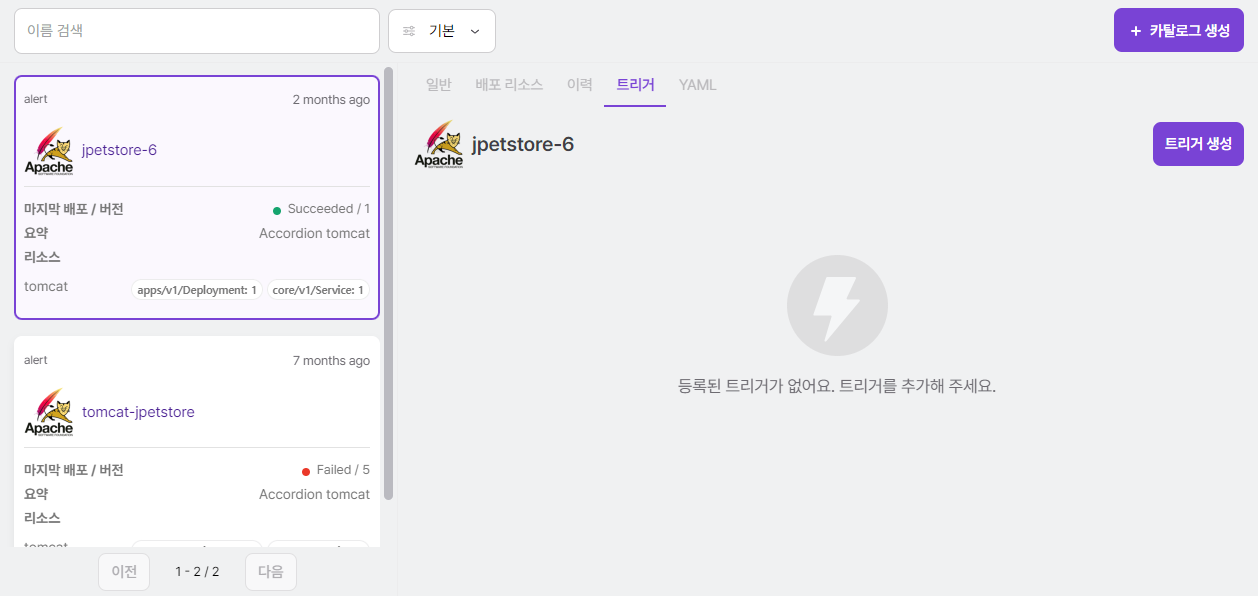 이름 검색
기본
+ 카탈로그 생성
alert
2 months ago
Apache
jpetstore-6
마지막 배포 / 버전
Succeeded / 1
요약
Accordion tomcat
리소스
tomcat
apps/v1/Deployment: 1
core/v1/Service: 1
alert
7 months ago
Apache
tomcat-jpetstore
마지막 배포 / 버전
Failed / 5
요약
Accordion tomcat
리소스
tomcat
이전
1 - 2 / 2
다음
일반
배포 리소스
이력
트리거
YAML
Apache
jpetstore-6
트리거 생성
등록된 트리거가 없어요. 트리거를 추가해 주세요.